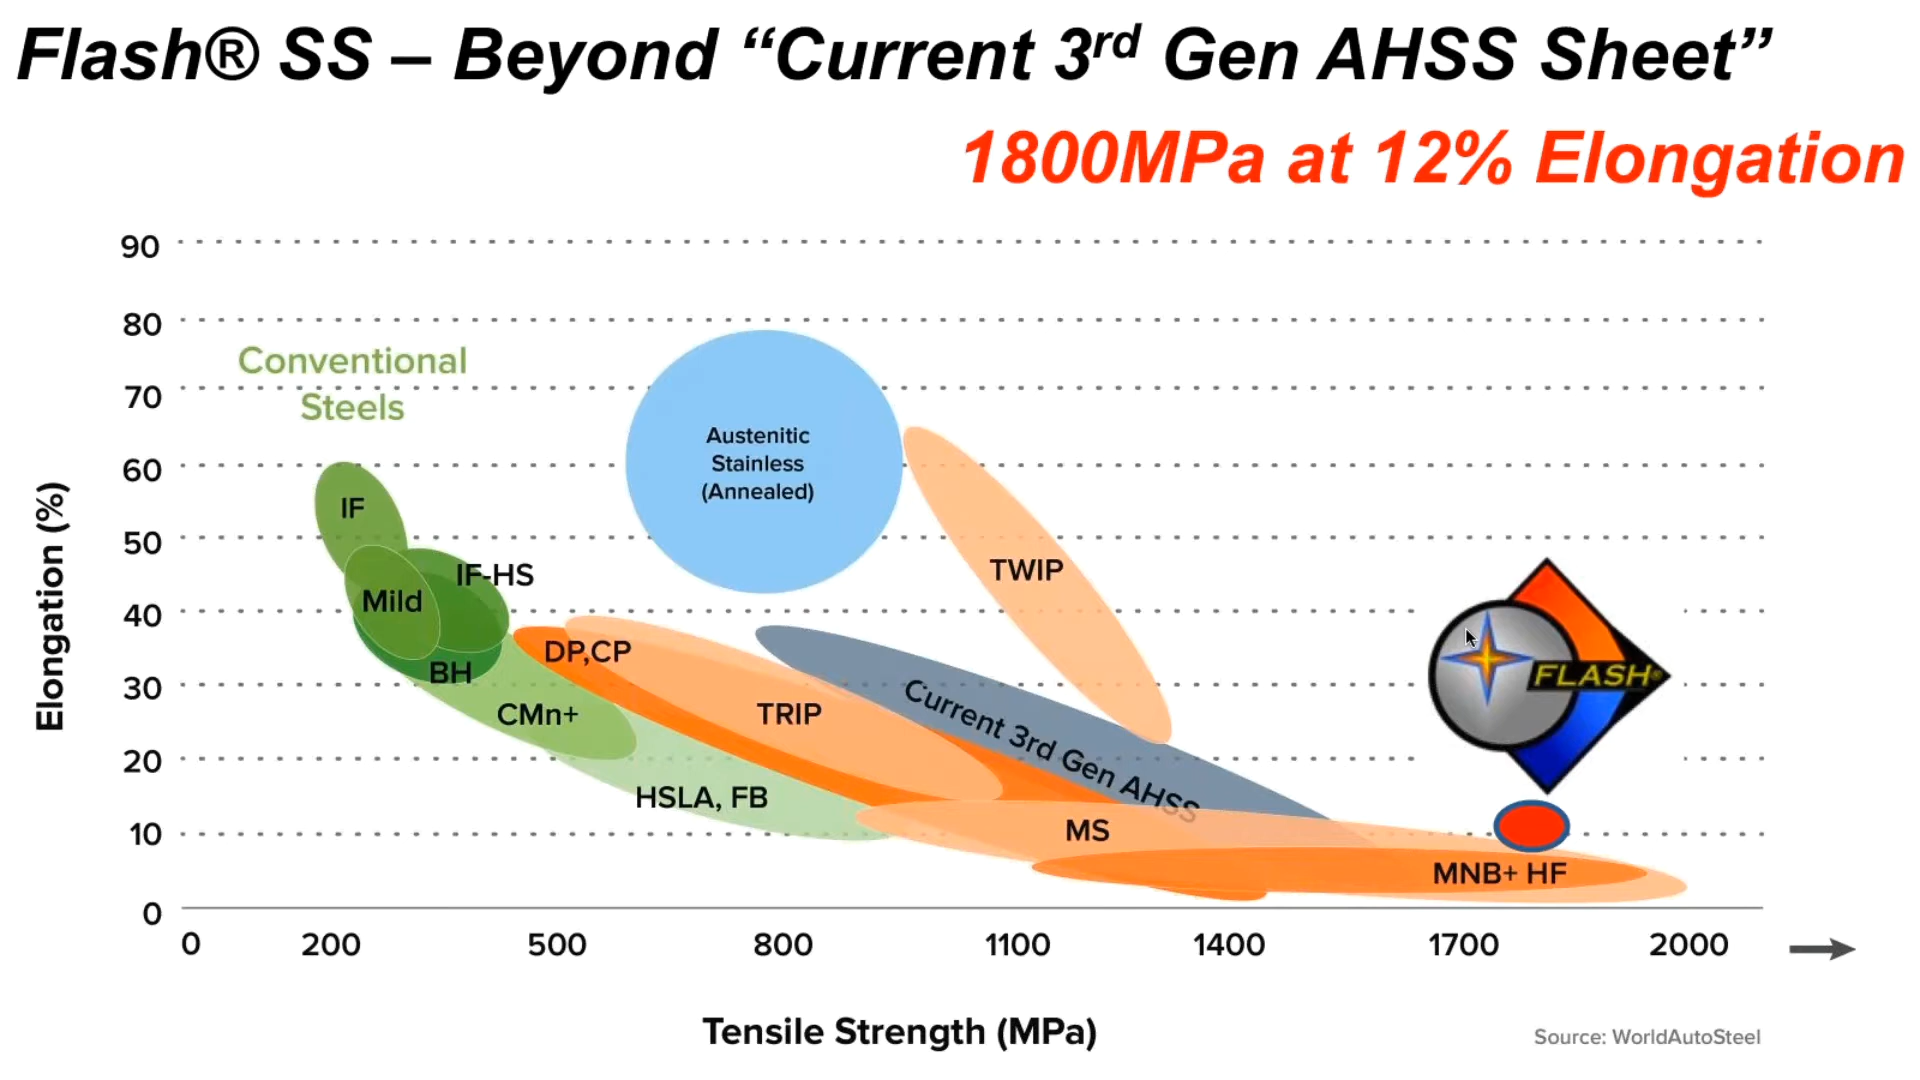 Flash® SS – Beyond “Current 3rd Gen AHSS Sheet”
1800MPa at 12% Elongation
90
80
70
60
50
40
30
20
10
0
Elongation (%)
Conventional
Steels
IF
Mild
IF-HS
BH
CMn+
HSLA, FB
DP,CP
TRIP
Austenitic
Stainless
(Annealed)
TWIP
Current 3rd Gen AHSS
MS
MNB+ HF
FLASH®
0
200
500
800
1100
1400
1700
2000
Tensile Strength (MPa)
Source: WorldAutoSteel